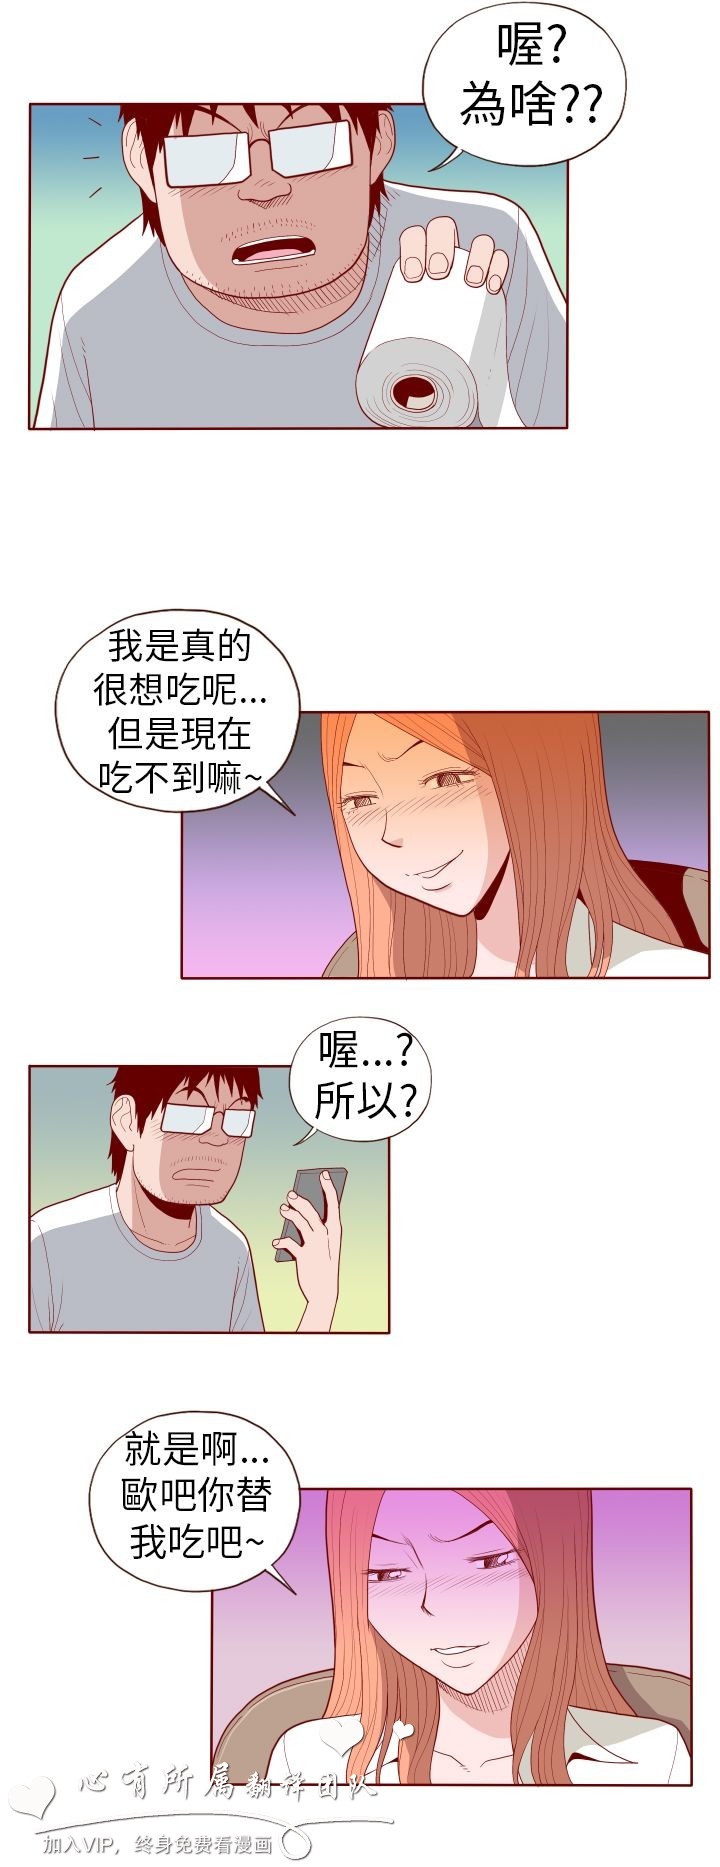 喔?
為啥??
我是真的
很想吃呢...
但是現在
吃不到嘛~
喔...?
所以?
就是啊...
歐吧你替
我吃吧~
心有所属翻译团队
加入VIP，终身免费看漫画